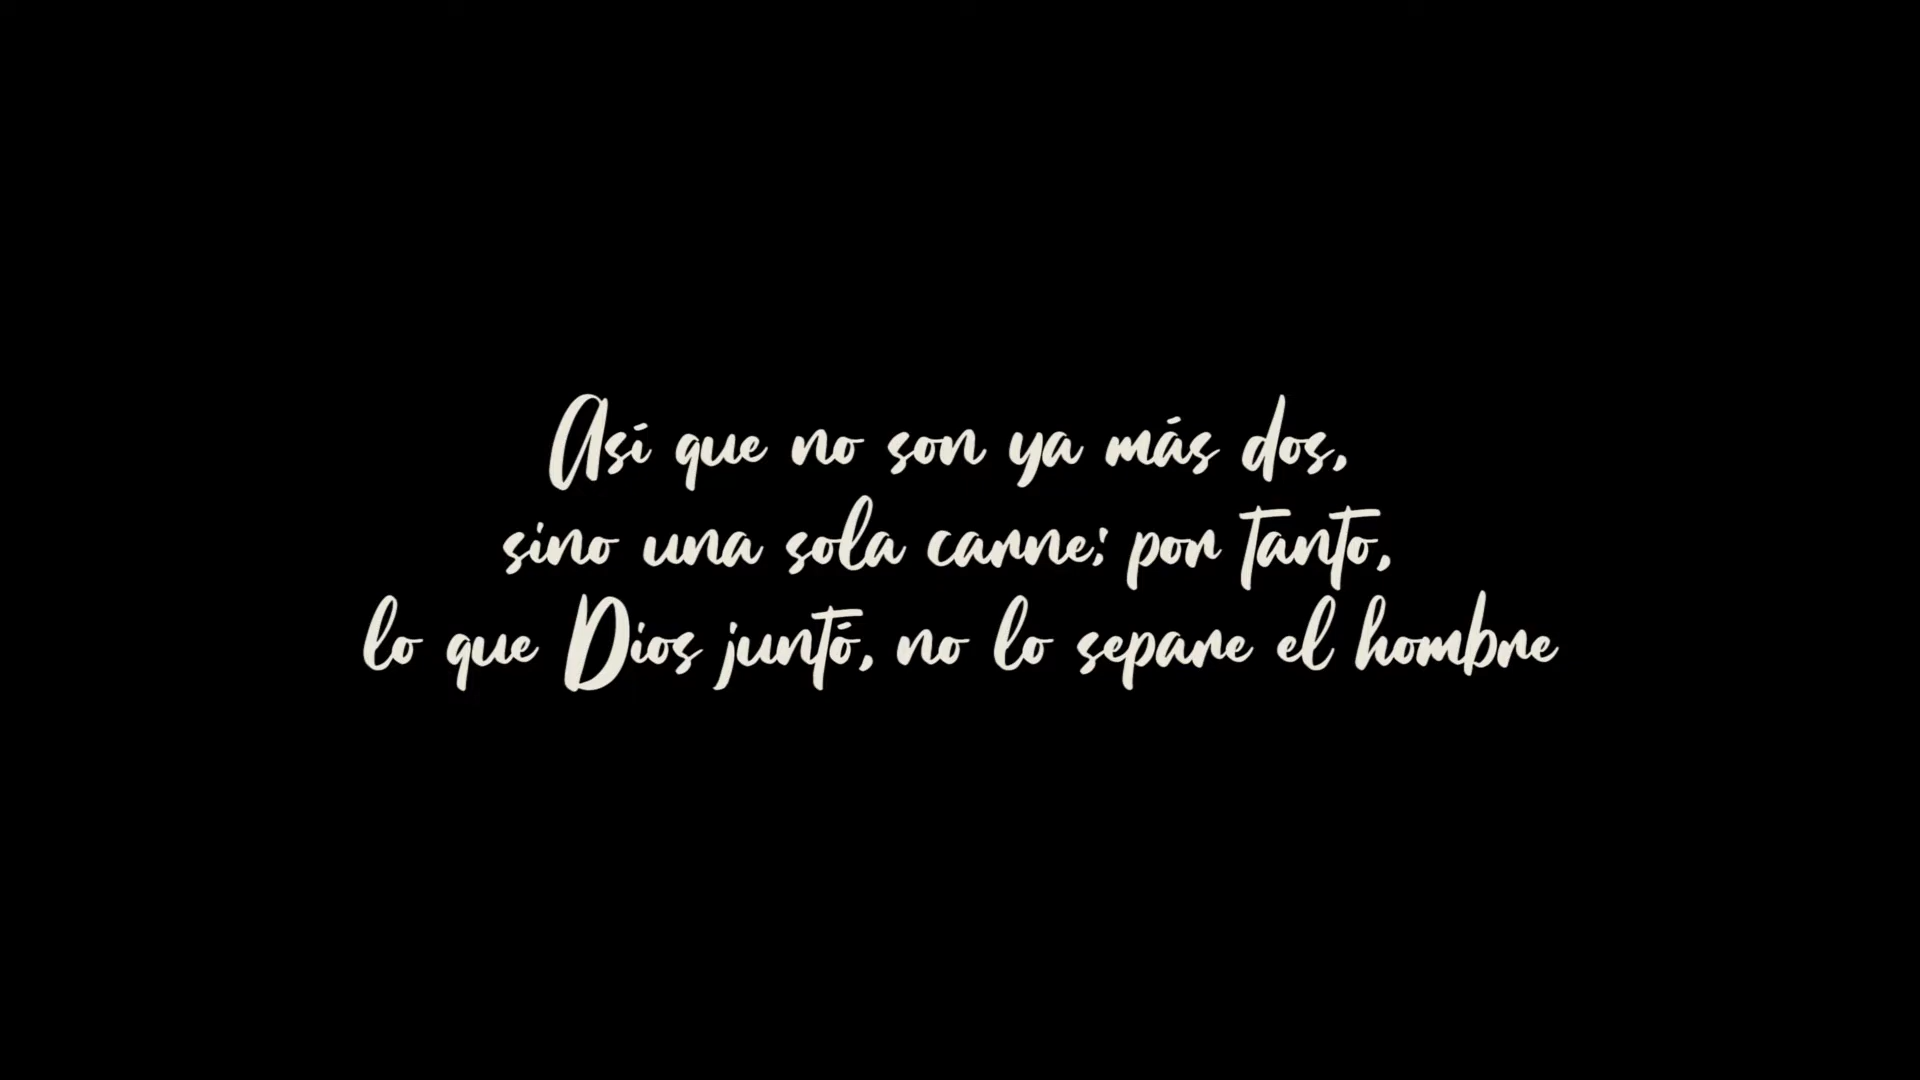 Así que no son ya más dos,
sino una sola carne; por tanto,
lo que Dios juntó, no lo separe el hombre